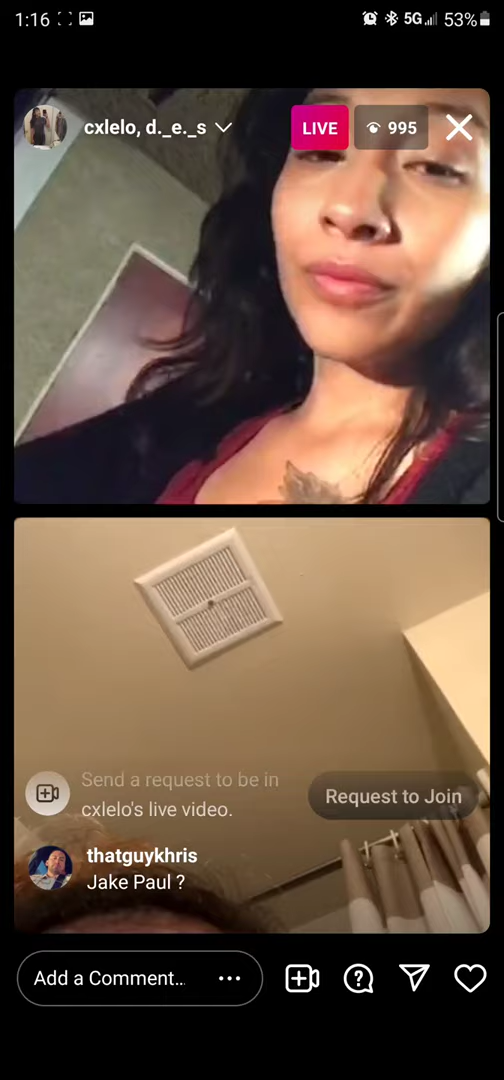 1:16 5G 53%
cxlelo, d._e._s LIVE 995
Send a request to be in
cxlelo's live video.
Request to Join
thatguykhris
Jake Paul ?
Add a Comment...